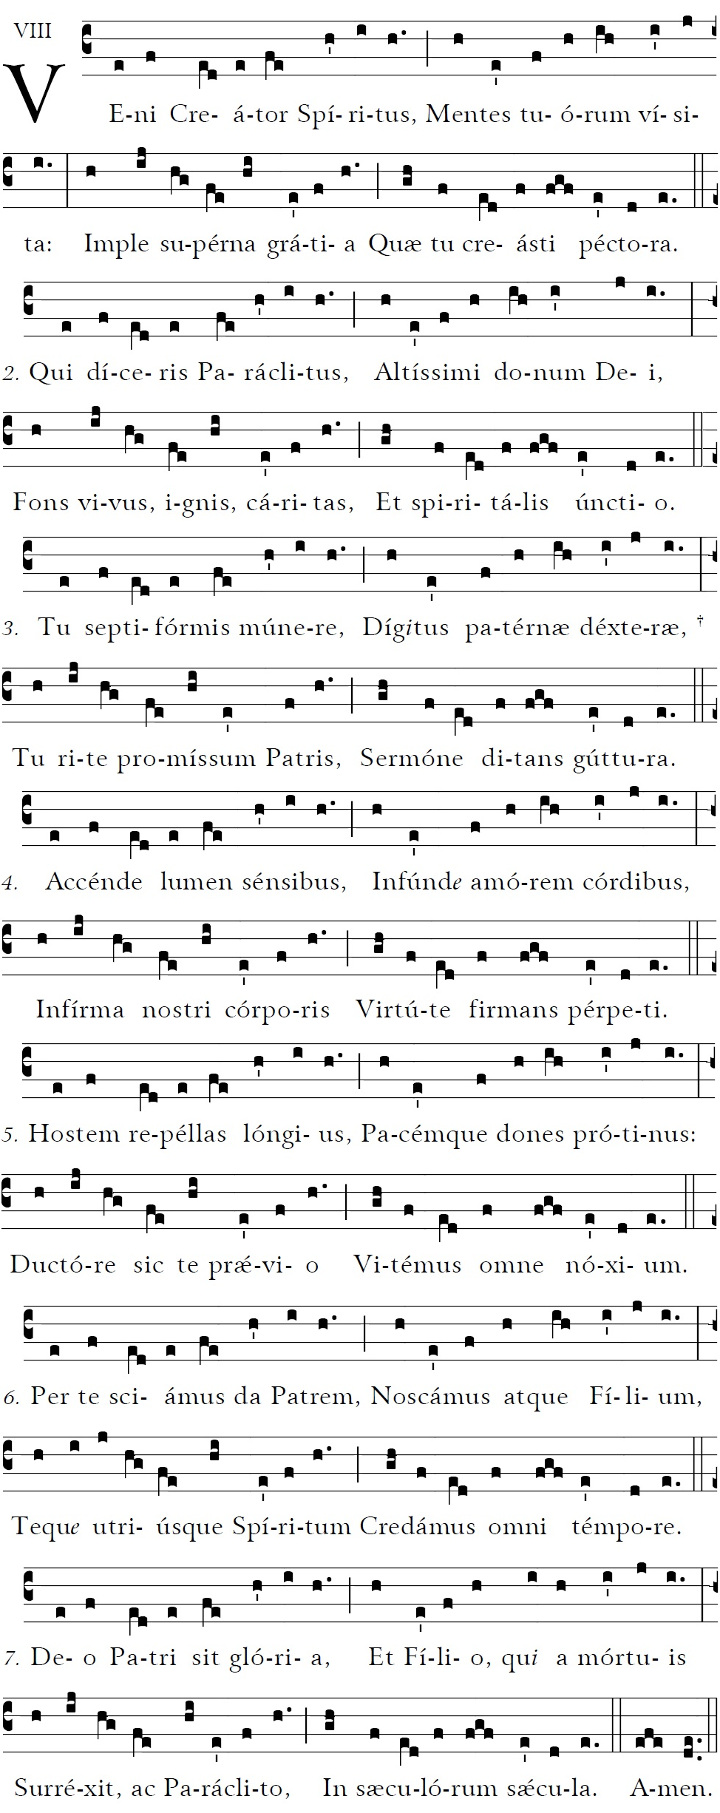 VIII
VE-ni Cre-á-tor Spí-ri-tus, Mentes tu-ó-rum ví-si-
ta: Imple su-pérna grá-ti-a Quæ tu cre-ásti pécto-ra.
2. Qui dí-ce-ris Pa-rácli-tus, Altíssimi do-num De-i,
Fons vi-vus, i-gnis, cá-ri-tas, Et spi-ri-tá-lis úncti-o.
3. Tu septi-fórmis múne-re, Dígitus pa-térnæ déxte-ræ, †
Tu ri-te pro-míssum Patris, Sermóne di-tans gúttu-ra.
4. Accénde lumen sénsibus, Infúnde amó-rem córdibus,
Infírma nostri córpo-ris Virtú-te firmans pérpe-ti.
5. Hostem re-péllas lóngi-us, Pa-cémque dones pró-ti-nus:
Ductó-re sic te prǽ-vi-o Vi-témus omne nó-xi-um.
6. Per te sci-ámus da Patrem, Noscámus atque Fí-li-um,
Teque utri-úsque Spí-ri-tum Credámus omni témpo-re.
7. De-o Pa-tri sit gló-ri-a, Et Fí-li-o, qui a mórtu-is
Surré-xit, ac Pa-rácli-to, In sæcu-ló-rum sǽcu-la. A-men.